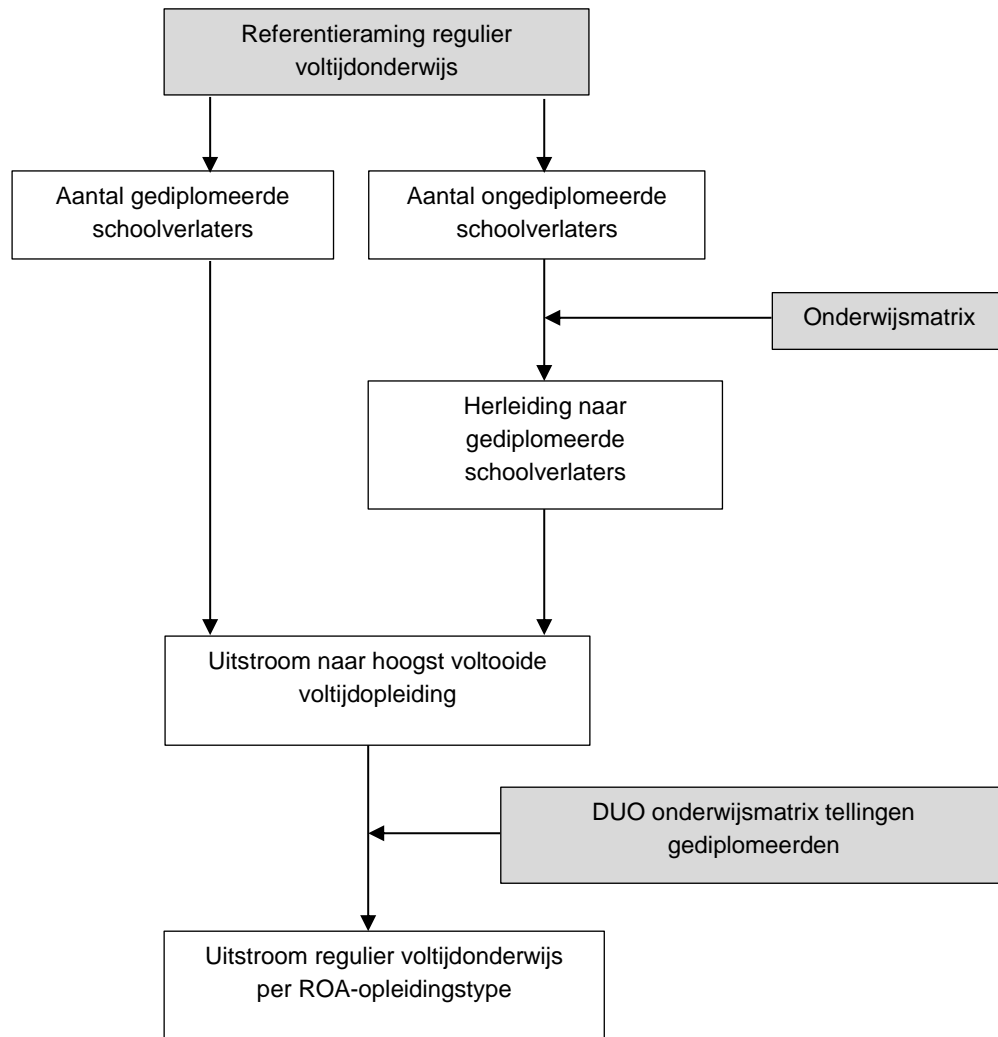 Referentieraming regulier
voltijdonderwijs
Aantal gediplomeerde
schoolverlaters
Aantal ongediplomeerde
schoolverlaters
Onderwijsmatrix
Herleiding naar
gediplomeerde
schoolverlaters
Uitstroom naar hoogst voltooide
voltijdopleiding
DUO onderwijsmatrix tellingen
gediplomeerden
Uitstroom regulier voltijdonderwijs
per ROA-opleidingstype